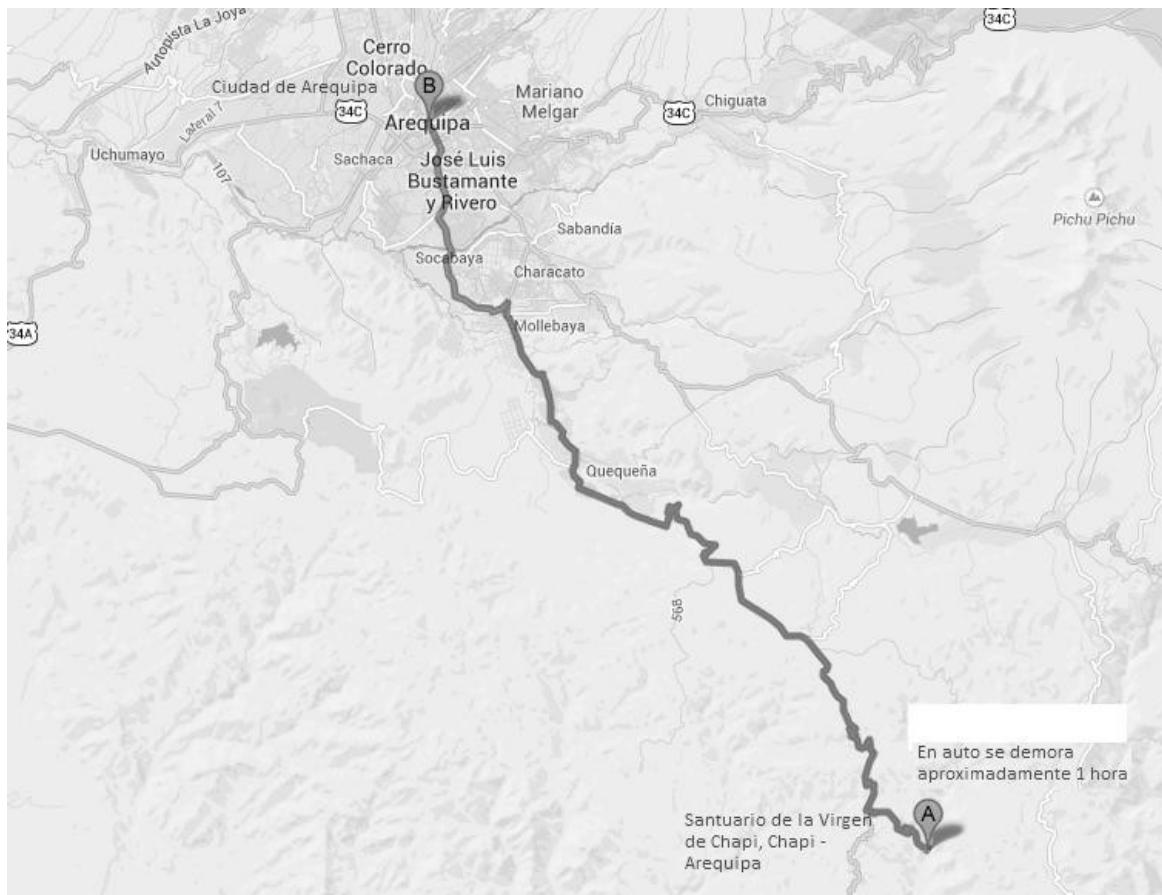 34C
Autopista La Joya
Cerro
Colorado
Ciudad de Arequipa
B
Mariano
Melgar
Chiguata
34C
34C
Lateral 7
Arequipa
Uchumayo
Sachaca
José Luis
Bustamante
y Rivero
107
Pichu Pichu
Sabandía
Socabaya
Characato
34A
Mollebaya
Quequeña
568
En auto se demora
aproximadamente 1 hora
A
Santuario de la Virgen
de Chapi, Chapi -
Arequipa